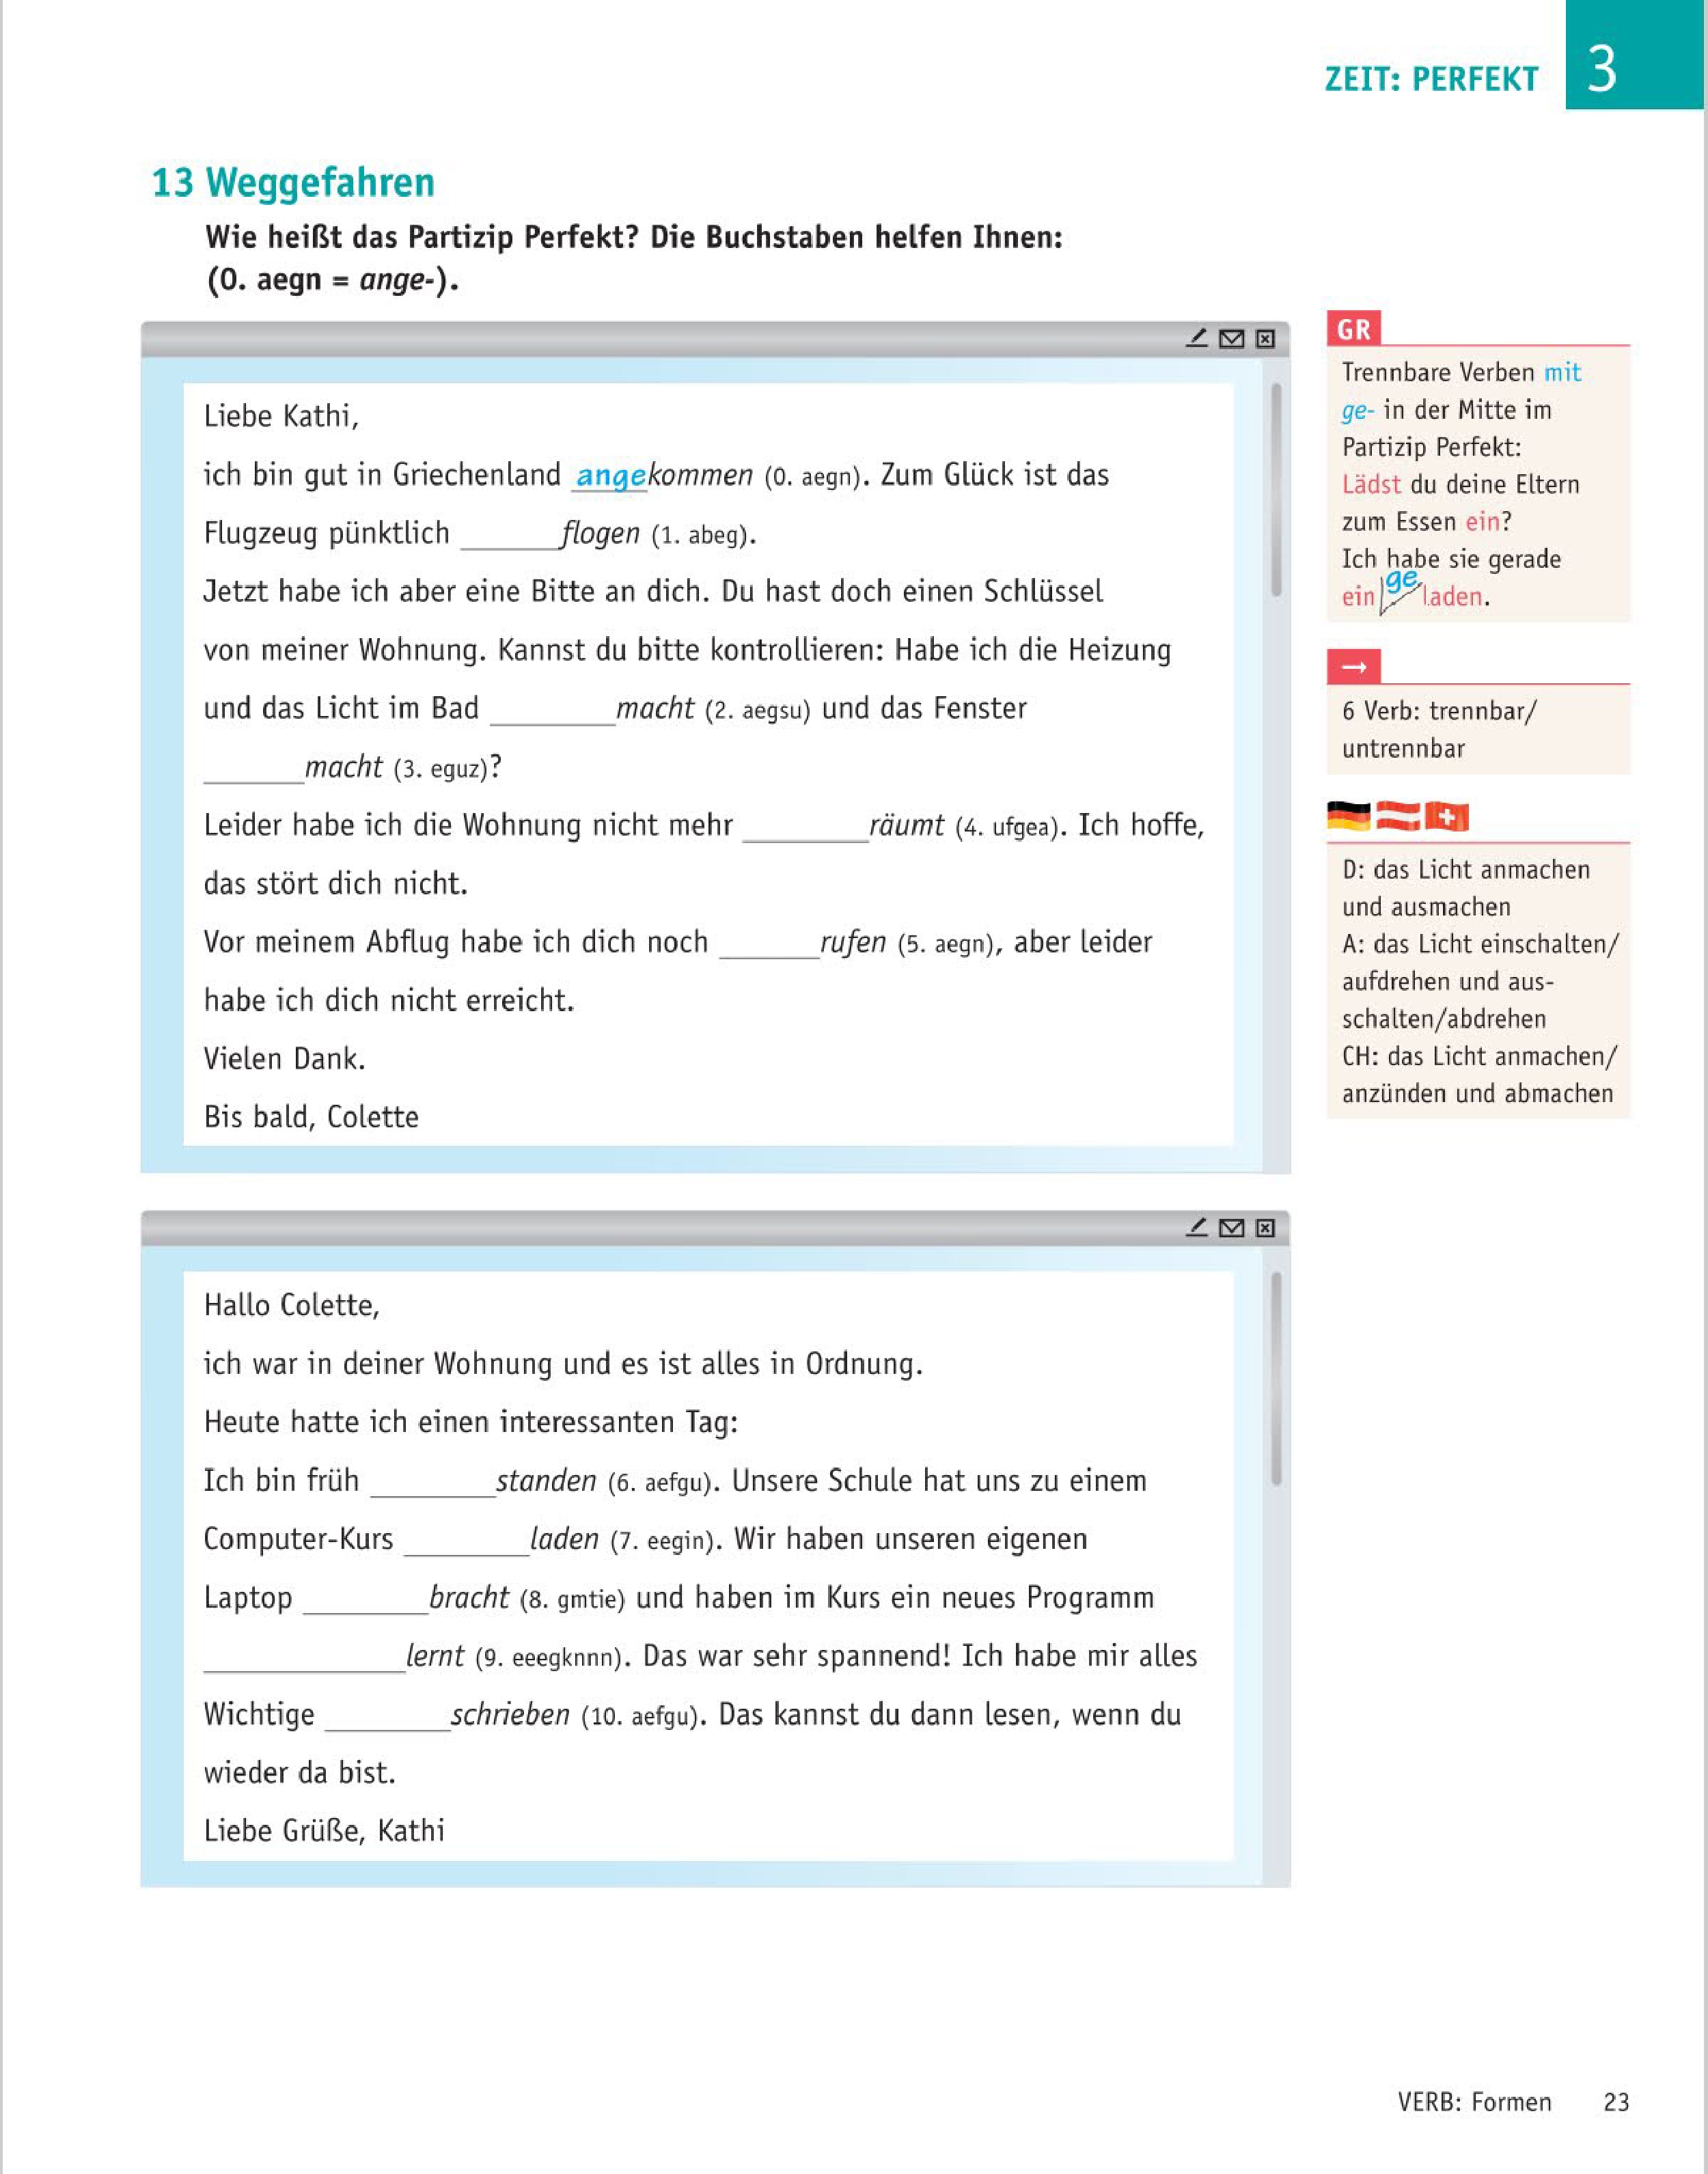 ZEIT: PERFEKT 3
13 Weggefahren
Wie heißt das Partizip Perfekt? Die Buchstaben helfen Ihnen:
(0. aegn = ange-).
Liebe Kathi,
ich bin gut in Griechenland angekommen (0. aegn). Zum Glück ist das
Flugzeug pünktlich ______flogen (1. abeg).
Jetzt habe ich aber eine Bitte an dich. Du hast doch einen Schlüssel
von meiner Wohnung. Kannst du bitte kontrollieren: Habe ich die Heizung
und das Licht im Bad ________macht (2. aegsu) und das Fenster
______macht (3. eguz)?
Leider habe ich die Wohnung nicht mehr ________räumt (4. ufgea). Ich hoffe,
das stört dich nicht.
Vor meinem Abflug habe ich dich noch ______rufen (5. aegn), aber leider
habe ich dich nicht erreicht.
Vielen Dank.
Bis bald, Colette
GR
Trennbare Verben mit
ge- in der Mitte im
Partizip Perfekt:
Lädst du deine Eltern
zum Essen ein?
Ich habe sie gerade
ein ge laden.
→
6 Verb: trennbar/
untrennbar
D: das Licht anmachen
und ausmachen
A: das Licht einschalten/
aufdrehen und aus-
schalten/abdrehen
CH: das Licht anmachen/
anzünden und abmachen
Hallo Colette,
ich war in deiner Wohnung und es ist alles in Ordnung.
Heute hatte ich einen interessanten Tag:
Ich bin früh ________standen (6. aefgu). Unsere Schule hat uns zu einem
Computer-Kurs ________laden (7. eegin). Wir haben unseren eigenen
Laptop ________bracht (8. gmtie) und haben im Kurs ein neues Programm
____________lernt (9. eeegknnn). Das war sehr spannend! Ich habe mir alles
Wichtige ________schrieben (10. aefgu). Das kannst du dann lesen, wenn du
wieder da bist.
Liebe Grüße, Kathi
VERB: Formen 23